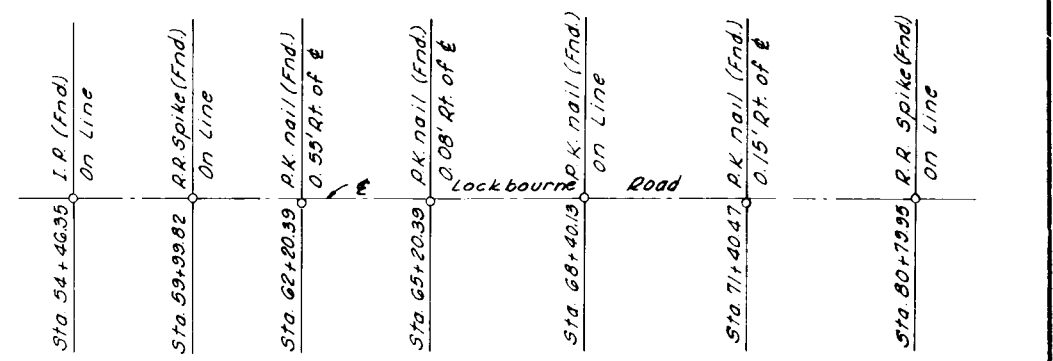 I.P. (Fnd.)
On Line
Sta. 54+46.35
R.R. Spike (Fnd.)
On Line
Sta. 59+99.82
P.K. nail (Fnd.)
0.55' Rt. of ℄
Sta. 62+20.39
℄
P.K. nail (Fnd.)
0.08' Rt. of ℄
Sta. 65+20.39
Lockbourne Road
P.K. nail (Fnd.)
On Line
Sta. 68+40.13
P.K. nail (Fnd.)
0.15' Rt. of ℄
Sta. 71+40.47
R.R. Spike (Fnd.)
On Line
Sta. 80+79.95